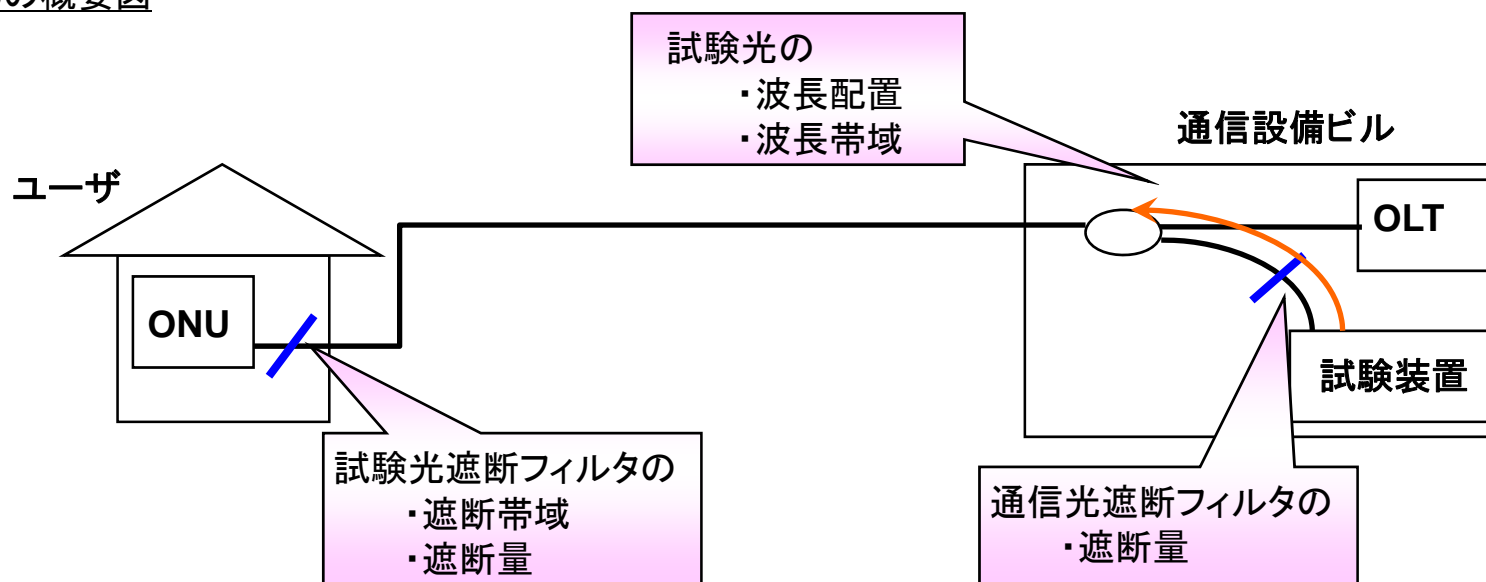 の概要図
試験光の
・波長配置
・波長帯域
通信設備ビル
ユーザ
OLT
ONU
試験装置
試験光遮断フィルタの
・遮断帯域
・遮断量
通信光遮断フィルタの
・遮断量